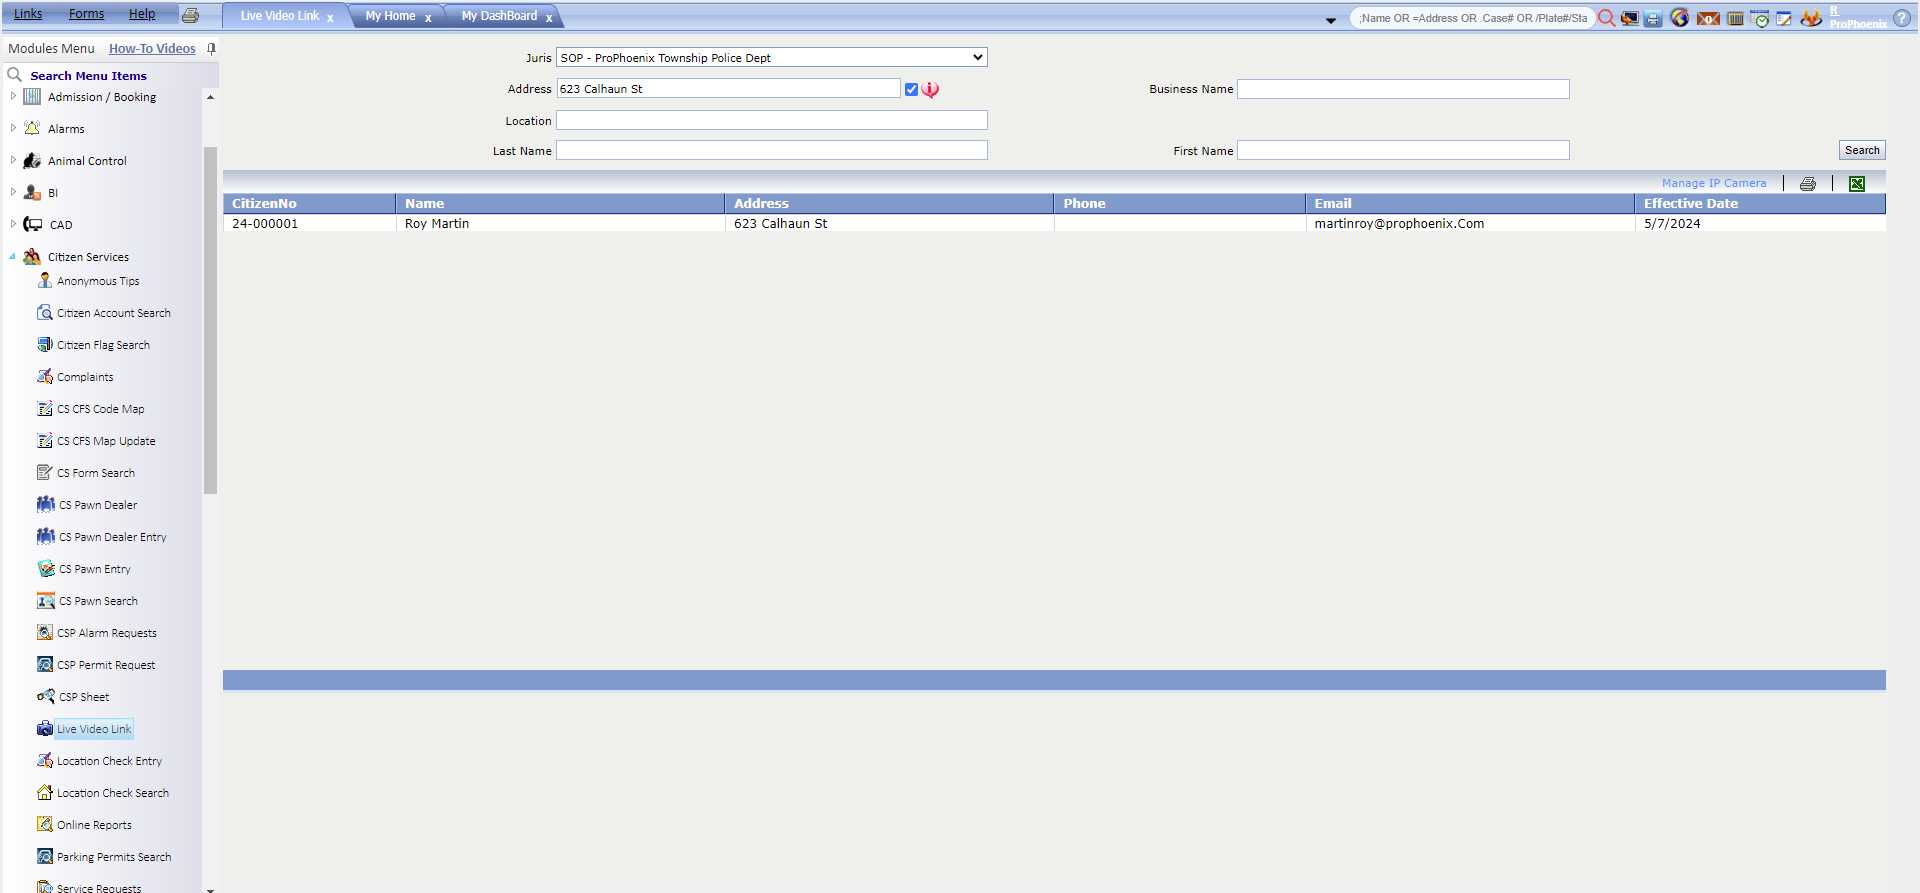 Links Forms Help
Live Video Link x My Home x My DashBoard x
;Name OR =Address OR .Case# OR /Plate#/Sta
R
ProPhoenix
Modules Menu How-To Videos
Search Menu Items
Admission / Booking
Alarms
Animal Control
BI
CAD
Citizen Services
Anonymous Tips
Citizen Account Search
Citizen Flag Search
Complaints
CS CFS Code Map
CS CFS Map Update
CS Form Search
CS Pawn Dealer
CS Pawn Dealer Entry
CS Pawn Entry
CS Pawn Search
CSP Alarm Requests
CSP Permit Request
CSP Sheet
Live Video Link
Location Check Entry
Location Check Search
Online Reports
Parking Permits Search
Service Requests
Juris SOP - ProPhoenix Township Police Dept
Address 623 Calhaun St
Business Name
Location
Last Name
First Name
Search
Manage IP Camera
CitizenNo Name Address Phone Email Effective Date
24-000001 Roy Martin 623 Calhaun St martinroy@prophoenix.Com 5/7/2024